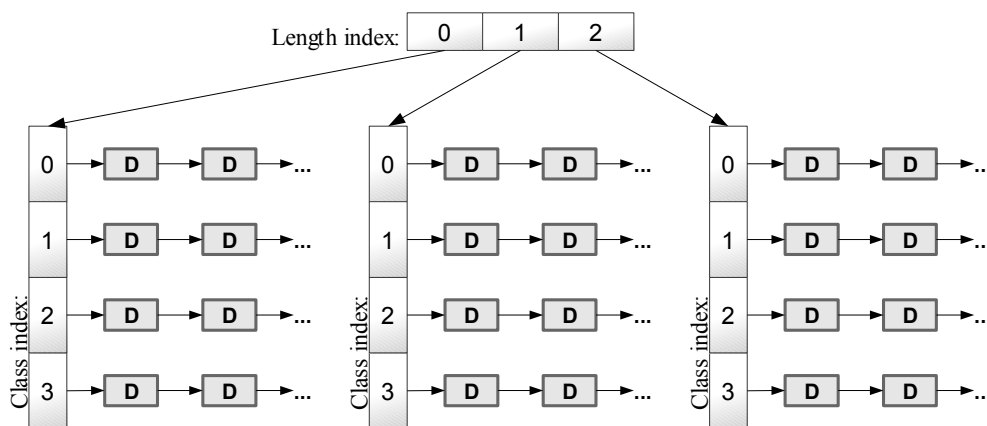 Length index: 0 1 2
0 D D ... 0 D D ... 0 D D ..
1 D D ... 1 D D ... 1 D D ..
2 D D ... 2 D D ... 2 D D ..
3 D D ... 3 D D ... 3 D D ..
Class index: Class index: Class index: